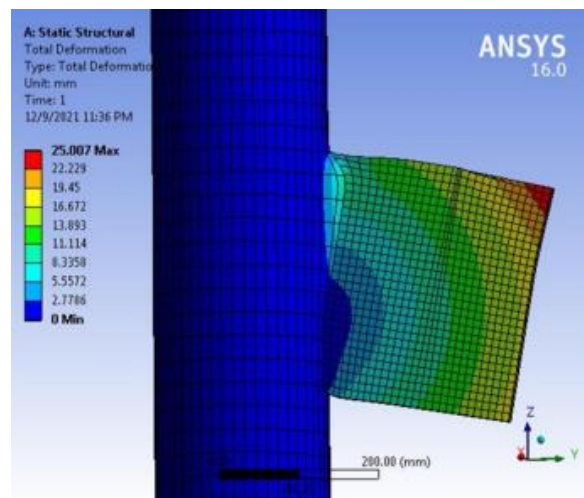 A: Static Structural
Total Deformation
Type: Total Deformatio
Unit: mm
Time: 1
12/9/2021 11:36 PM
25.007 Max
22.229
19.45
16.672
13.893
11.114
8.3358
5.5572
2.7786
0 Min
ANSYS
16.0
200.00 (mm)
Z
X
Y